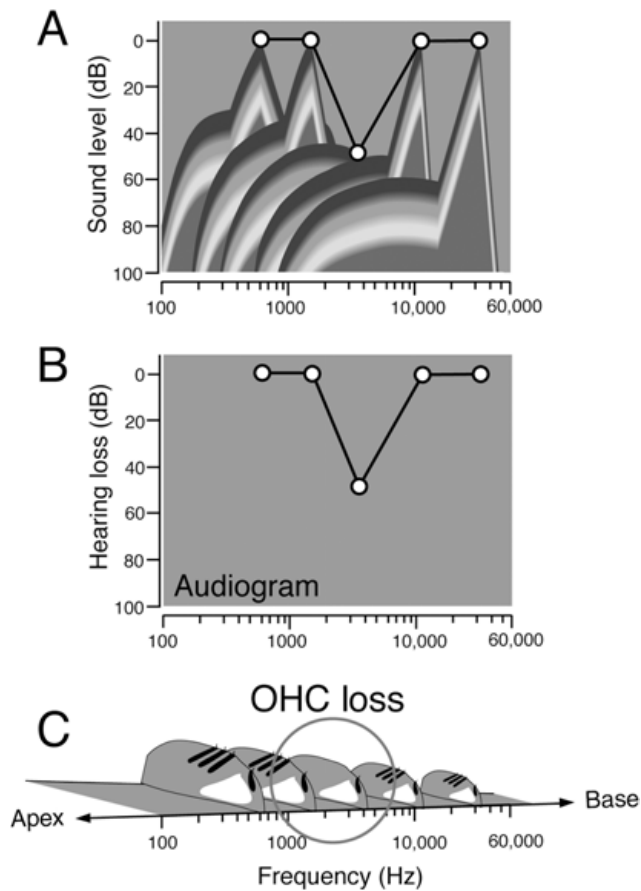 A
Sound level (dB)
0
20
40
60
80
100
100 1000 10,000 60,000
B
Hearing loss (dB)
0
20
40
60
80
100
Audiogram
100 1000 10,000 60,000
OHC loss
C
Apex
Base
100 1000 10,000 60,000
Frequency (Hz)